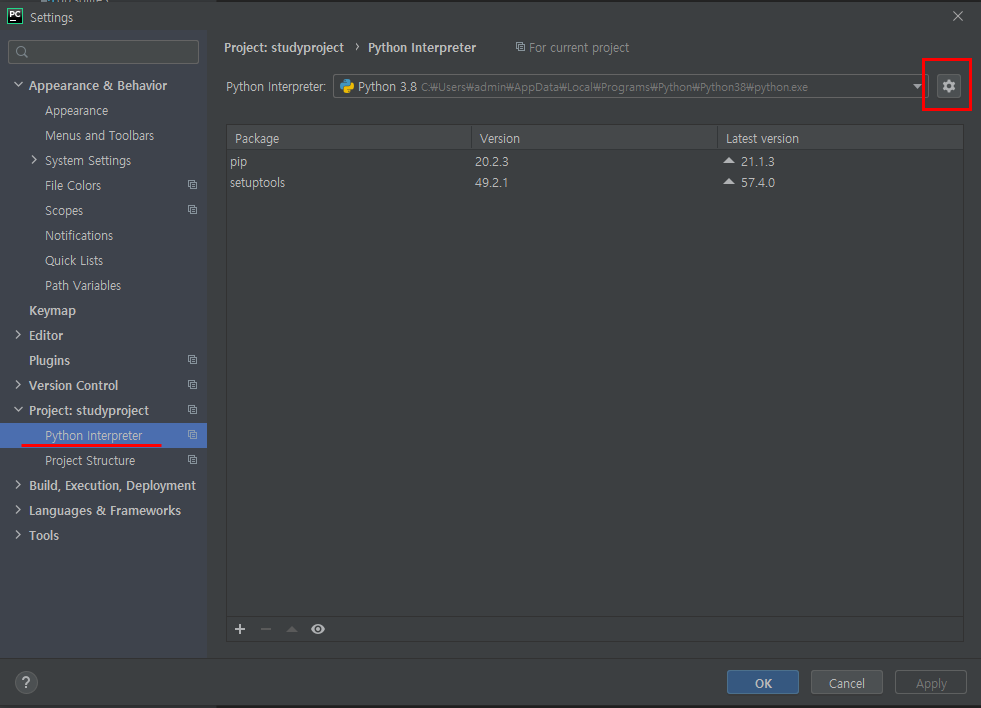 PC Settings
Project: studyproject › Python Interpreter For current project
Python Interpreter: Python 3.8 C:₩Users₩admin₩AppData₩Local₩Programs₩Python₩Python38₩python.exe
Appearance & Behavior
Appearance
Menus and Toolbars
System Settings
File Colors
Scopes
Notifications
Quick Lists
Path Variables
Keymap
Editor
Plugins
Version Control
Project: studyproject
Python Interpreter
Project Structure
Build, Execution, Deployment
Languages & Frameworks
Tools
Package Version Latest version
pip 20.2.3 21.1.3
setuptools 49.2.1 57.4.0
? OK Cancel Apply